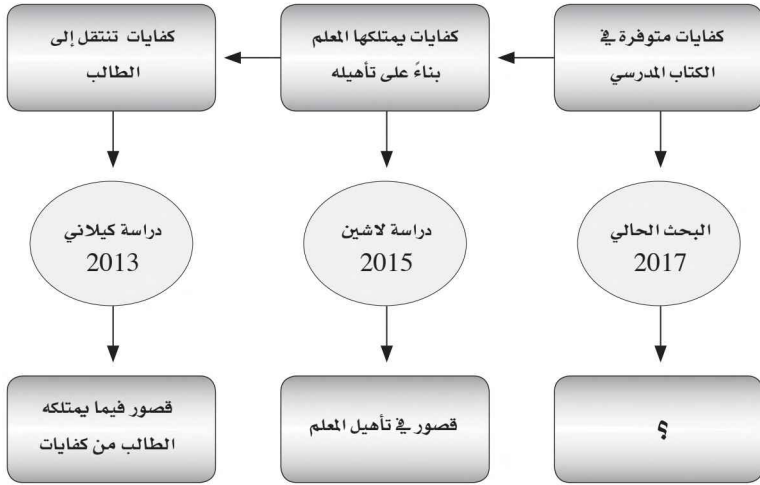 كفايات متوفرة في
الكتاب المدرسي
كفايات يمتلكها المعلم
بناءً على تأهيله
كفايات تنتقل إلى
الطالب
البحث الحالي
2017
دراسة لاشين
2015
دراسة كيلاني
2013
؟
قصور في تأهيل المعلم
قصور فيما يمتلكه
الطالب من كفايات